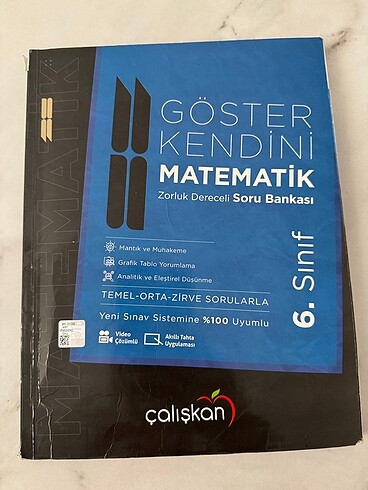 MATEMATİK
GÖSTER
KENDİNİ
MATEMATİK
Zorluk Dereceli Soru Bankası
Mantık ve Muhakeme
Grafik Tablo Yorumlama
Analitik ve Eleştirel Düşünme
TEMEL-ORTA-ZİRVE SORULARLA
Yeni Sınav Sistemine %100 Uyumlu
Video
Çözümlü
Akıllı Tahta
Uygulaması
6. Sınıf
çalışkan